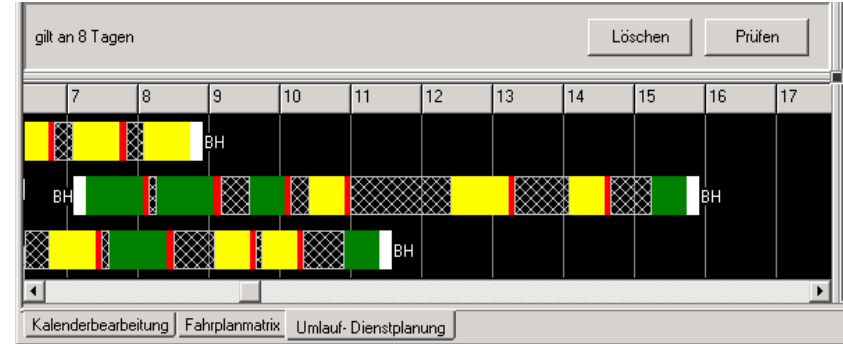 gilt an 8 Tagen Löschen Prüfen
7 8 9 10 11 12 13 14 15 16 17
BH
BH BH
BH
Kalenderbearbeitung Fahrplanmatrix Umlauf- Dienstplanung